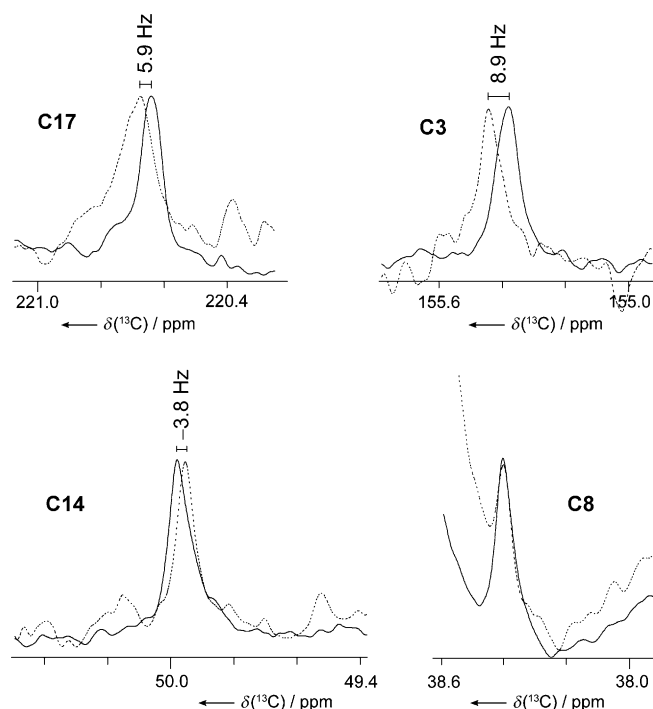 5.9 Hz
C17
221.0 220.4
← δ(¹³C) / ppm
8.9 Hz
C3
155.6 155.0
← δ(¹³C) / ppm
−3.8 Hz
C14
50.0 49.4
← δ(¹³C) / ppm
C8
38.6 38.0
← δ(¹³C) / ppm